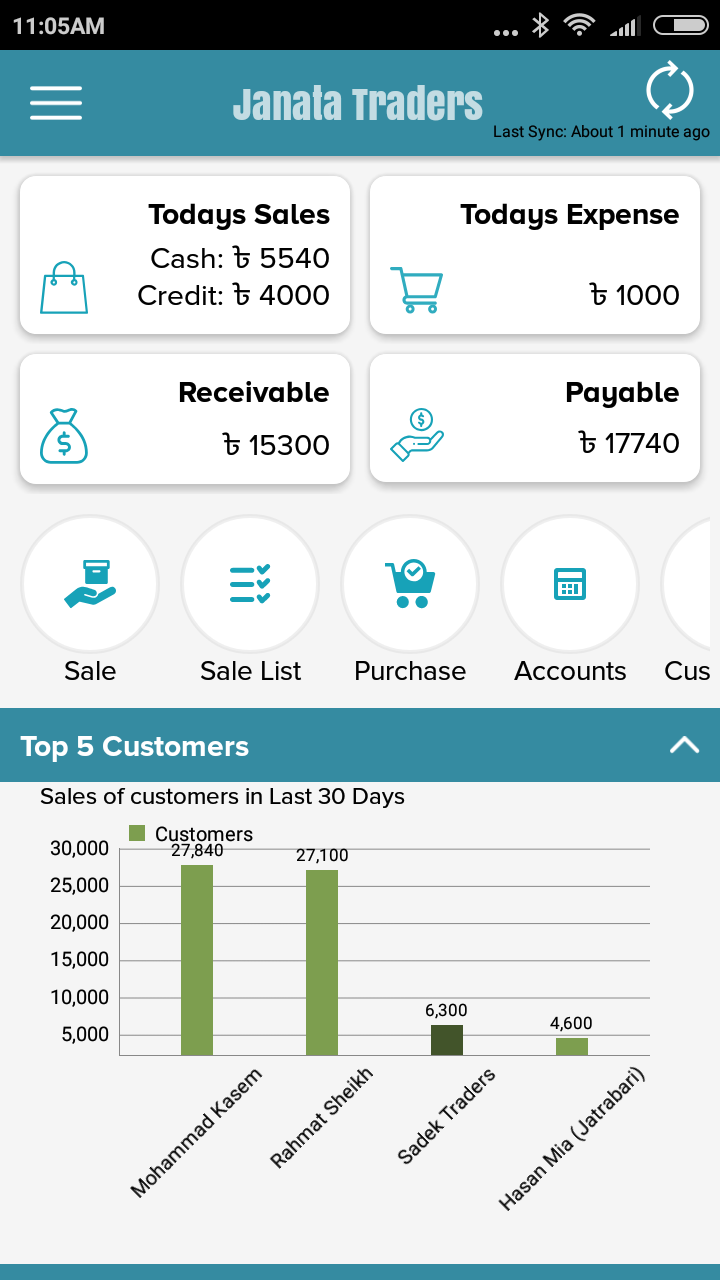 11:05AM
Janata Traders
Last Sync: About 1 minute ago
Todays Sales
Cash: ৳ 5540
Credit: ৳ 4000
Todays Expense
৳ 1000
Receivable
৳ 15300
Payable
৳ 17740
Sale
Sale List
Purchase
Accounts
Cus
Top 5 Customers
Sales of customers in Last 30 Days
Customers
30,000
25,000
20,000
15,000
10,000
5,000
27,840
27,100
6,300
4,600
Mohammad Kasem
Rahmat Sheikh
Sadek Traders
Hasan Mia (Jatrabari)